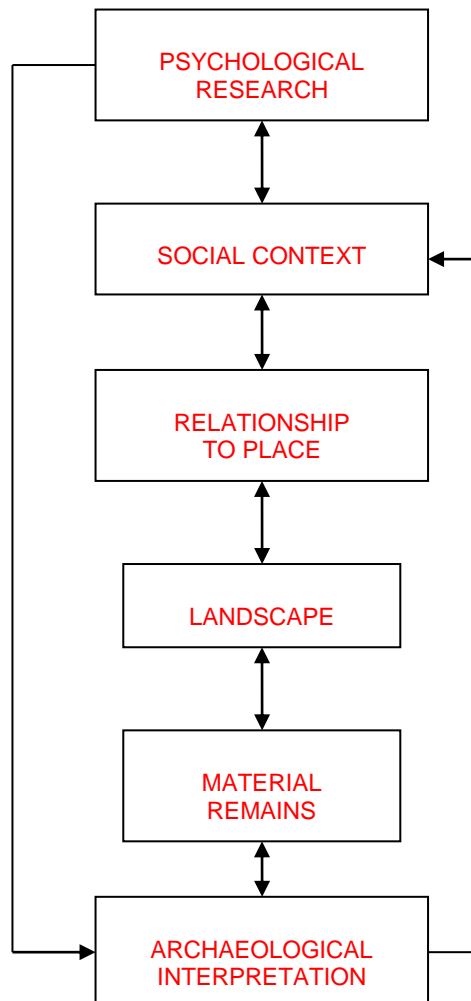 PSYCHOLOGICAL
RESEARCH
SOCIAL CONTEXT
RELATIONSHIP
TO PLACE
LANDSCAPE
MATERIAL
REMAINS
ARCHAEOLOGICAL
INTERPRETATION